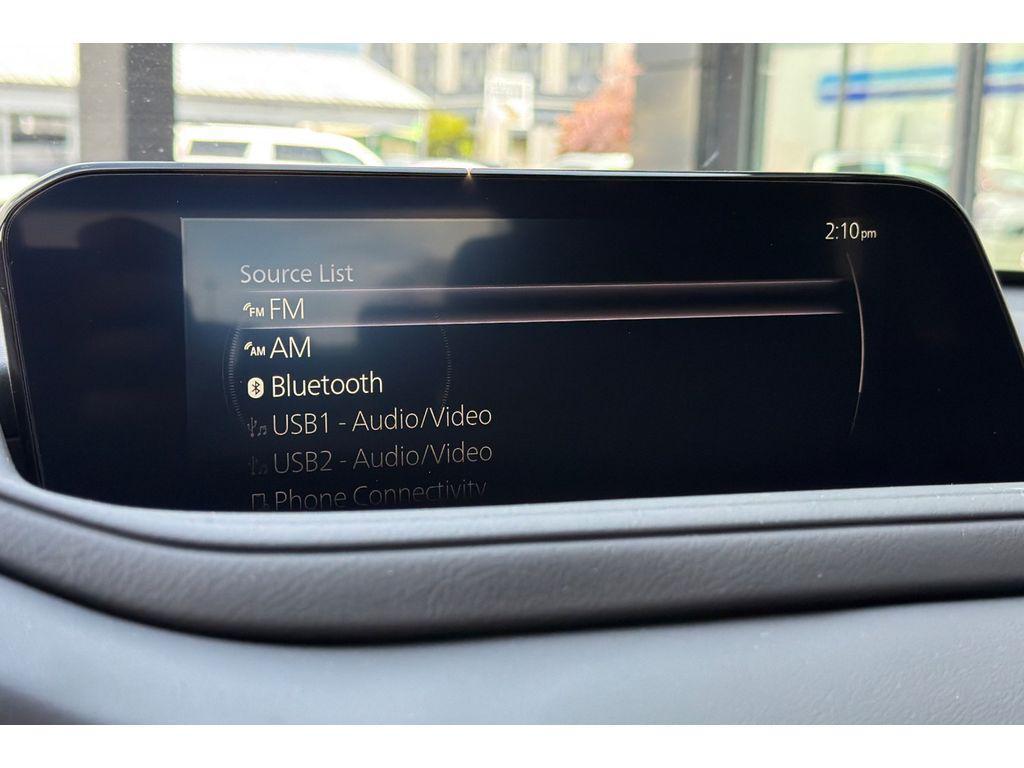 2:10pm
Source List
FM FM
AM AM
Bluetooth
USB1 - Audio/Video
USB2 - Audio/Video
Phone Connectivity